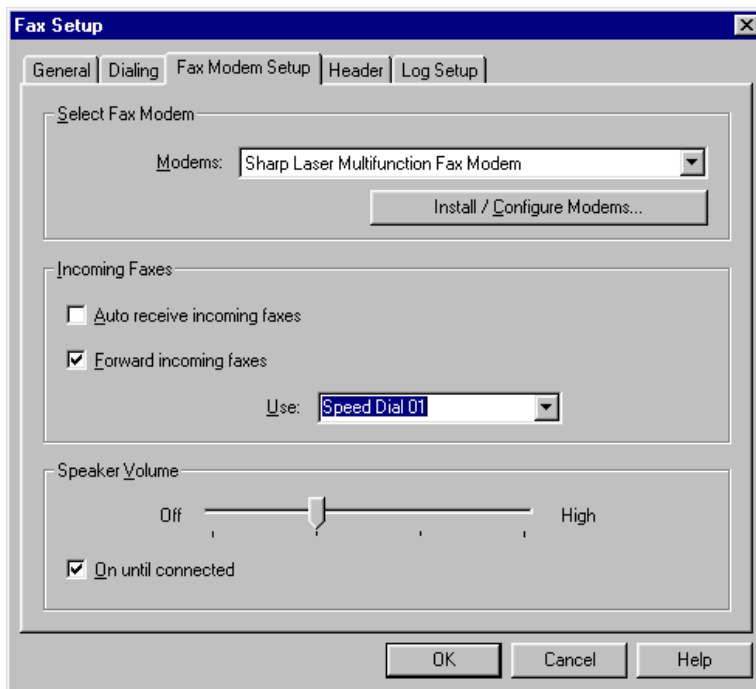 Fax Setup
General Dialing Fax Modem Setup Header Log Setup
Select Fax Modem
Modems: Sharp Laser Multifunction Fax Modem
Install / Configure Modems...
Incoming Faxes
Auto receive incoming faxes
Forward incoming faxes
Use: Speed Dial 01
Speaker Volume
Off High
On until connected
OK Cancel Help